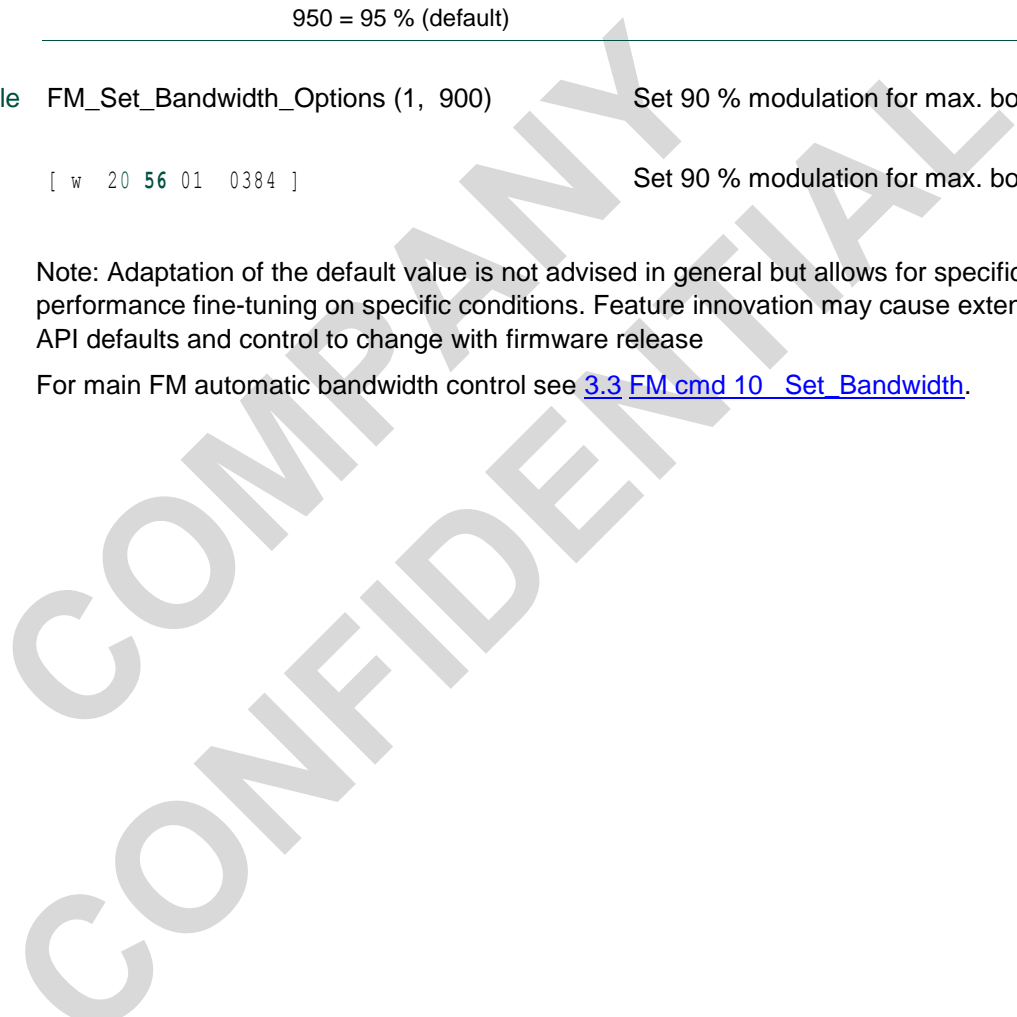 950 = 95 % (default)
le FM_Set_Bandwidth_Options (1, 900) Set 90 % modulation for max. bo
[ w 20 56 01 0384 ] Set 90 % modulation for max. bo
Note: Adaptation of the default value is not advised in general but allows for specific
performance fine-tuning on specific conditions. Feature innovation may cause exten
API defaults and control to change with firmware release
For main FM automatic bandwidth control see 3.3 FM cmd 10 Set_Bandwidth.
COMPANY
CONFIDENTIAL